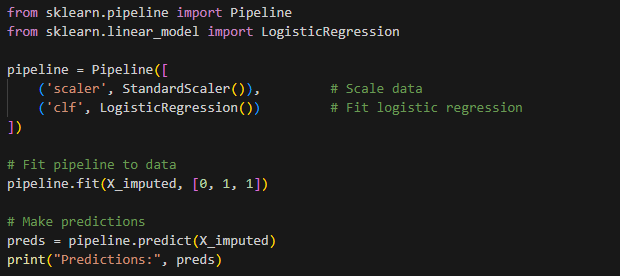 from sklearn.pipeline import Pipeline
from sklearn.linear_model import LogisticRegression
pipeline = Pipeline([
    ('scaler', StandardScaler()),         # Scale data
    ('clf', LogisticRegression())         # Fit logistic regression
])
# Fit pipeline to data
pipeline.fit(X_imputed, [0, 1, 1])
# Make predictions
preds = pipeline.predict(X_imputed)
print("Predictions:", preds)